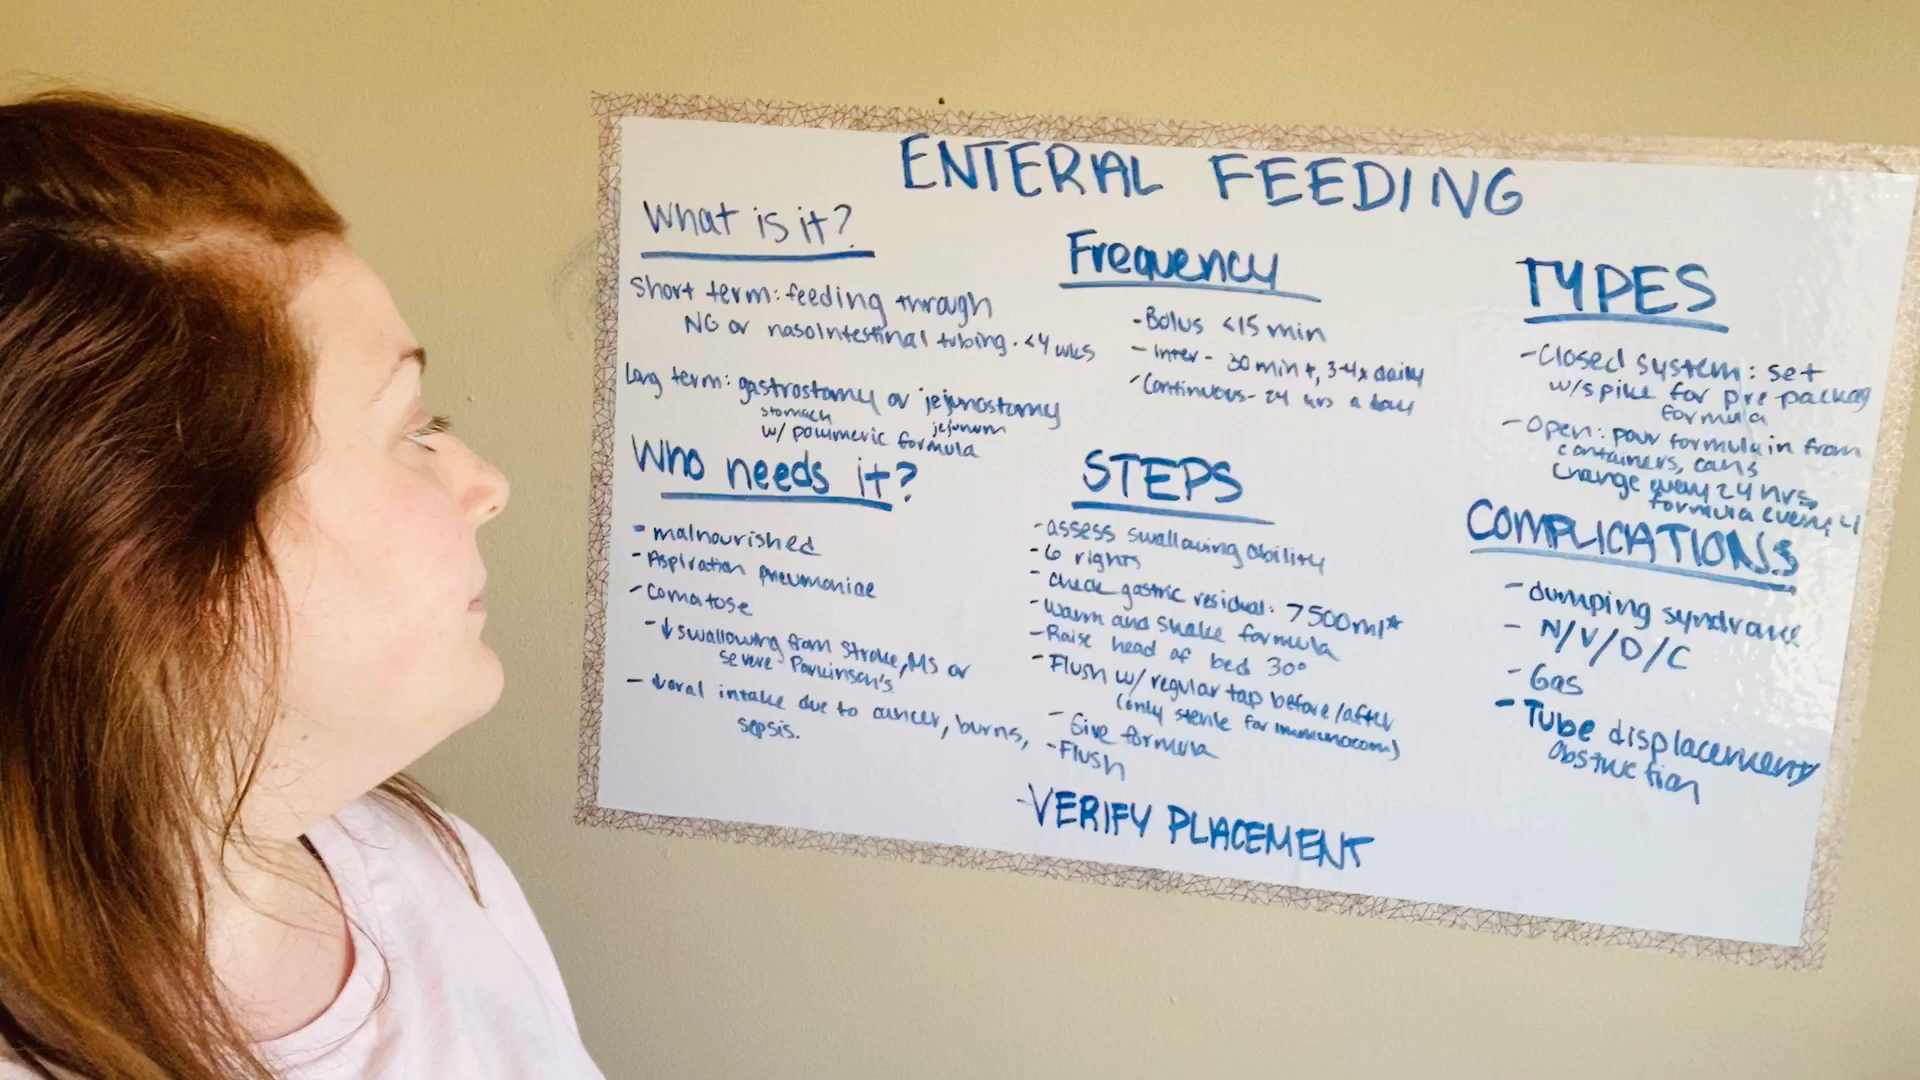 ENTERAL FEEDING
What is it?
Short term: feeding through
NG or nasointestinal tubing. <4 wks
Long term: gastrostomy or jejunostomy
stomach jejunum
w/ polymeric formula
Who needs it?
- malnourished
- Aspiration pneumoniae
- Comatose
- ↓ swallowing from stroke, MS or
severe Parkinson's
- ↓ oral intake due to cancer, burns,
sepsis.
Frequency
- Bolus <15 min
- Inter - 30 min +, 3-4x daily
- Continuous - 24 hrs a day
STEPS
- assess swallowing ability
- 6 rights
- check gastric residual: >500ml*
- Warm and shake formula
- Raise head of bed 30°
- Flush w/ regular tap before/after
(only sterile for immunocom)
- Give formula
- Flush
- VERIFY PLACEMENT
TYPES
- Closed system: set
w/spike for pre packag
formula
- Open: pour formula in from
containers, cans
change every 24 hrs,
formula every 4
COMPLICATIONS
- dumping syndrome
- N/V/D/C
- Gas
- Tube displacement
obstruction